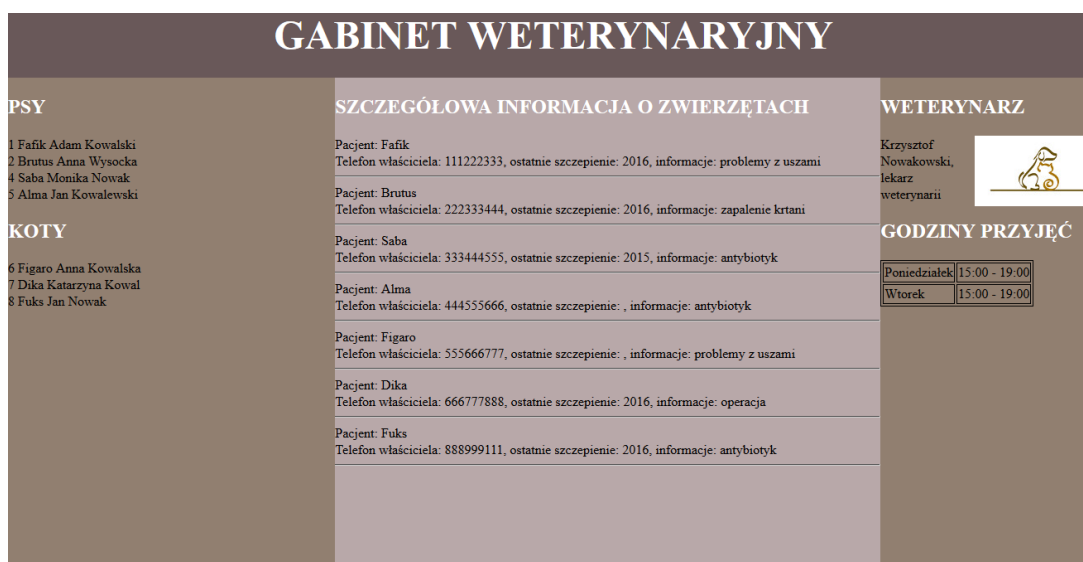 GABINET WETERYNARYJNY
PSY
1 Fafik Adam Kowalski
2 Brutus Anna Wysocka
4 Saba Monika Nowak
5 Alma Jan Kowalewski
KOTY
6 Figaro Anna Kowalska
7 Dika Katarzyna Kowal
8 Fuks Jan Nowak
SZCZEGÓŁOWA INFORMACJA O ZWIERZĘTACH
Pacjent: Fafik
Telefon właściciela: 111222333, ostatnie szczepienie: 2016, informacje: problemy z uszami
Pacjent: Brutus
Telefon właściciela: 222333444, ostatnie szczepienie: 2016, informacje: zapalenie krtani
Pacjent: Saba
Telefon właściciela: 333444555, ostatnie szczepienie: 2015, informacje: antybiotyk
Pacjent: Alma
Telefon właściciela: 444555666, ostatnie szczepienie: , informacje: antybiotyk
Pacjent: Figaro
Telefon właściciela: 555666777, ostatnie szczepienie: , informacje: problemy z uszami
Pacjent: Dika
Telefon właściciela: 666777888, ostatnie szczepienie: 2016, informacje: operacja
Pacjent: Fuks
Telefon właściciela: 888999111, ostatnie szczepienie: 2016, informacje: antybiotyk
WETERYNARZ
Krzysztof
Nowakowski,
lekarz
weterynarii
GODZINY PRZYJĘĆ
Poniedziałek 15:00 - 19:00
Wtorek 15:00 - 19:00